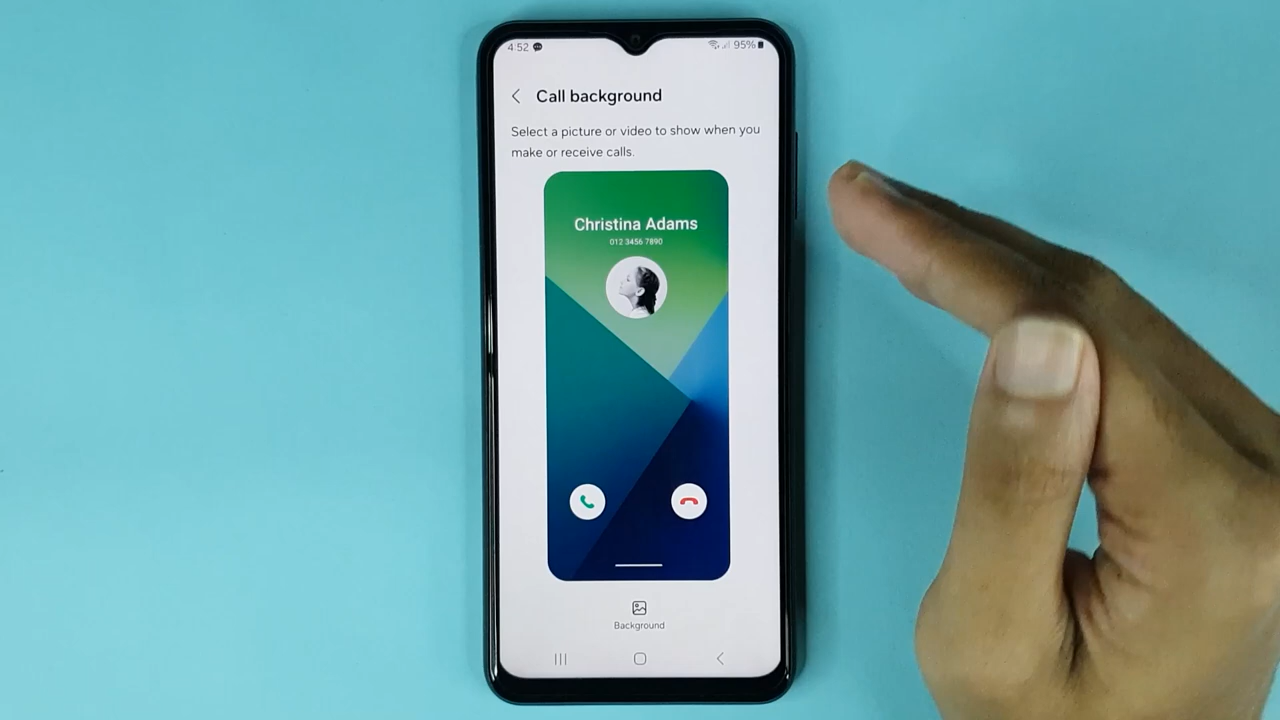 4:52
95%
Call background
Select a picture or video to show when you
make or receive calls.
Christina Adams
012 3456 7890
Background